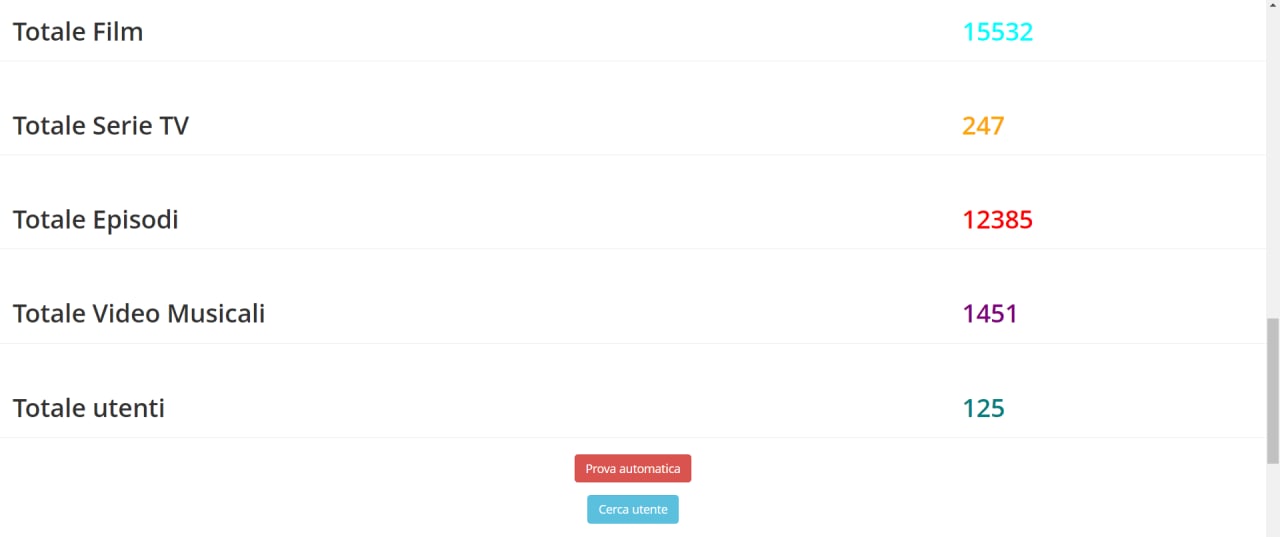 Totale Film 15532
Totale Serie TV 247
Totale Episodi 12385
Totale Video Musicali 1451
Totale utenti 125
Prova automatica
Cerca utente